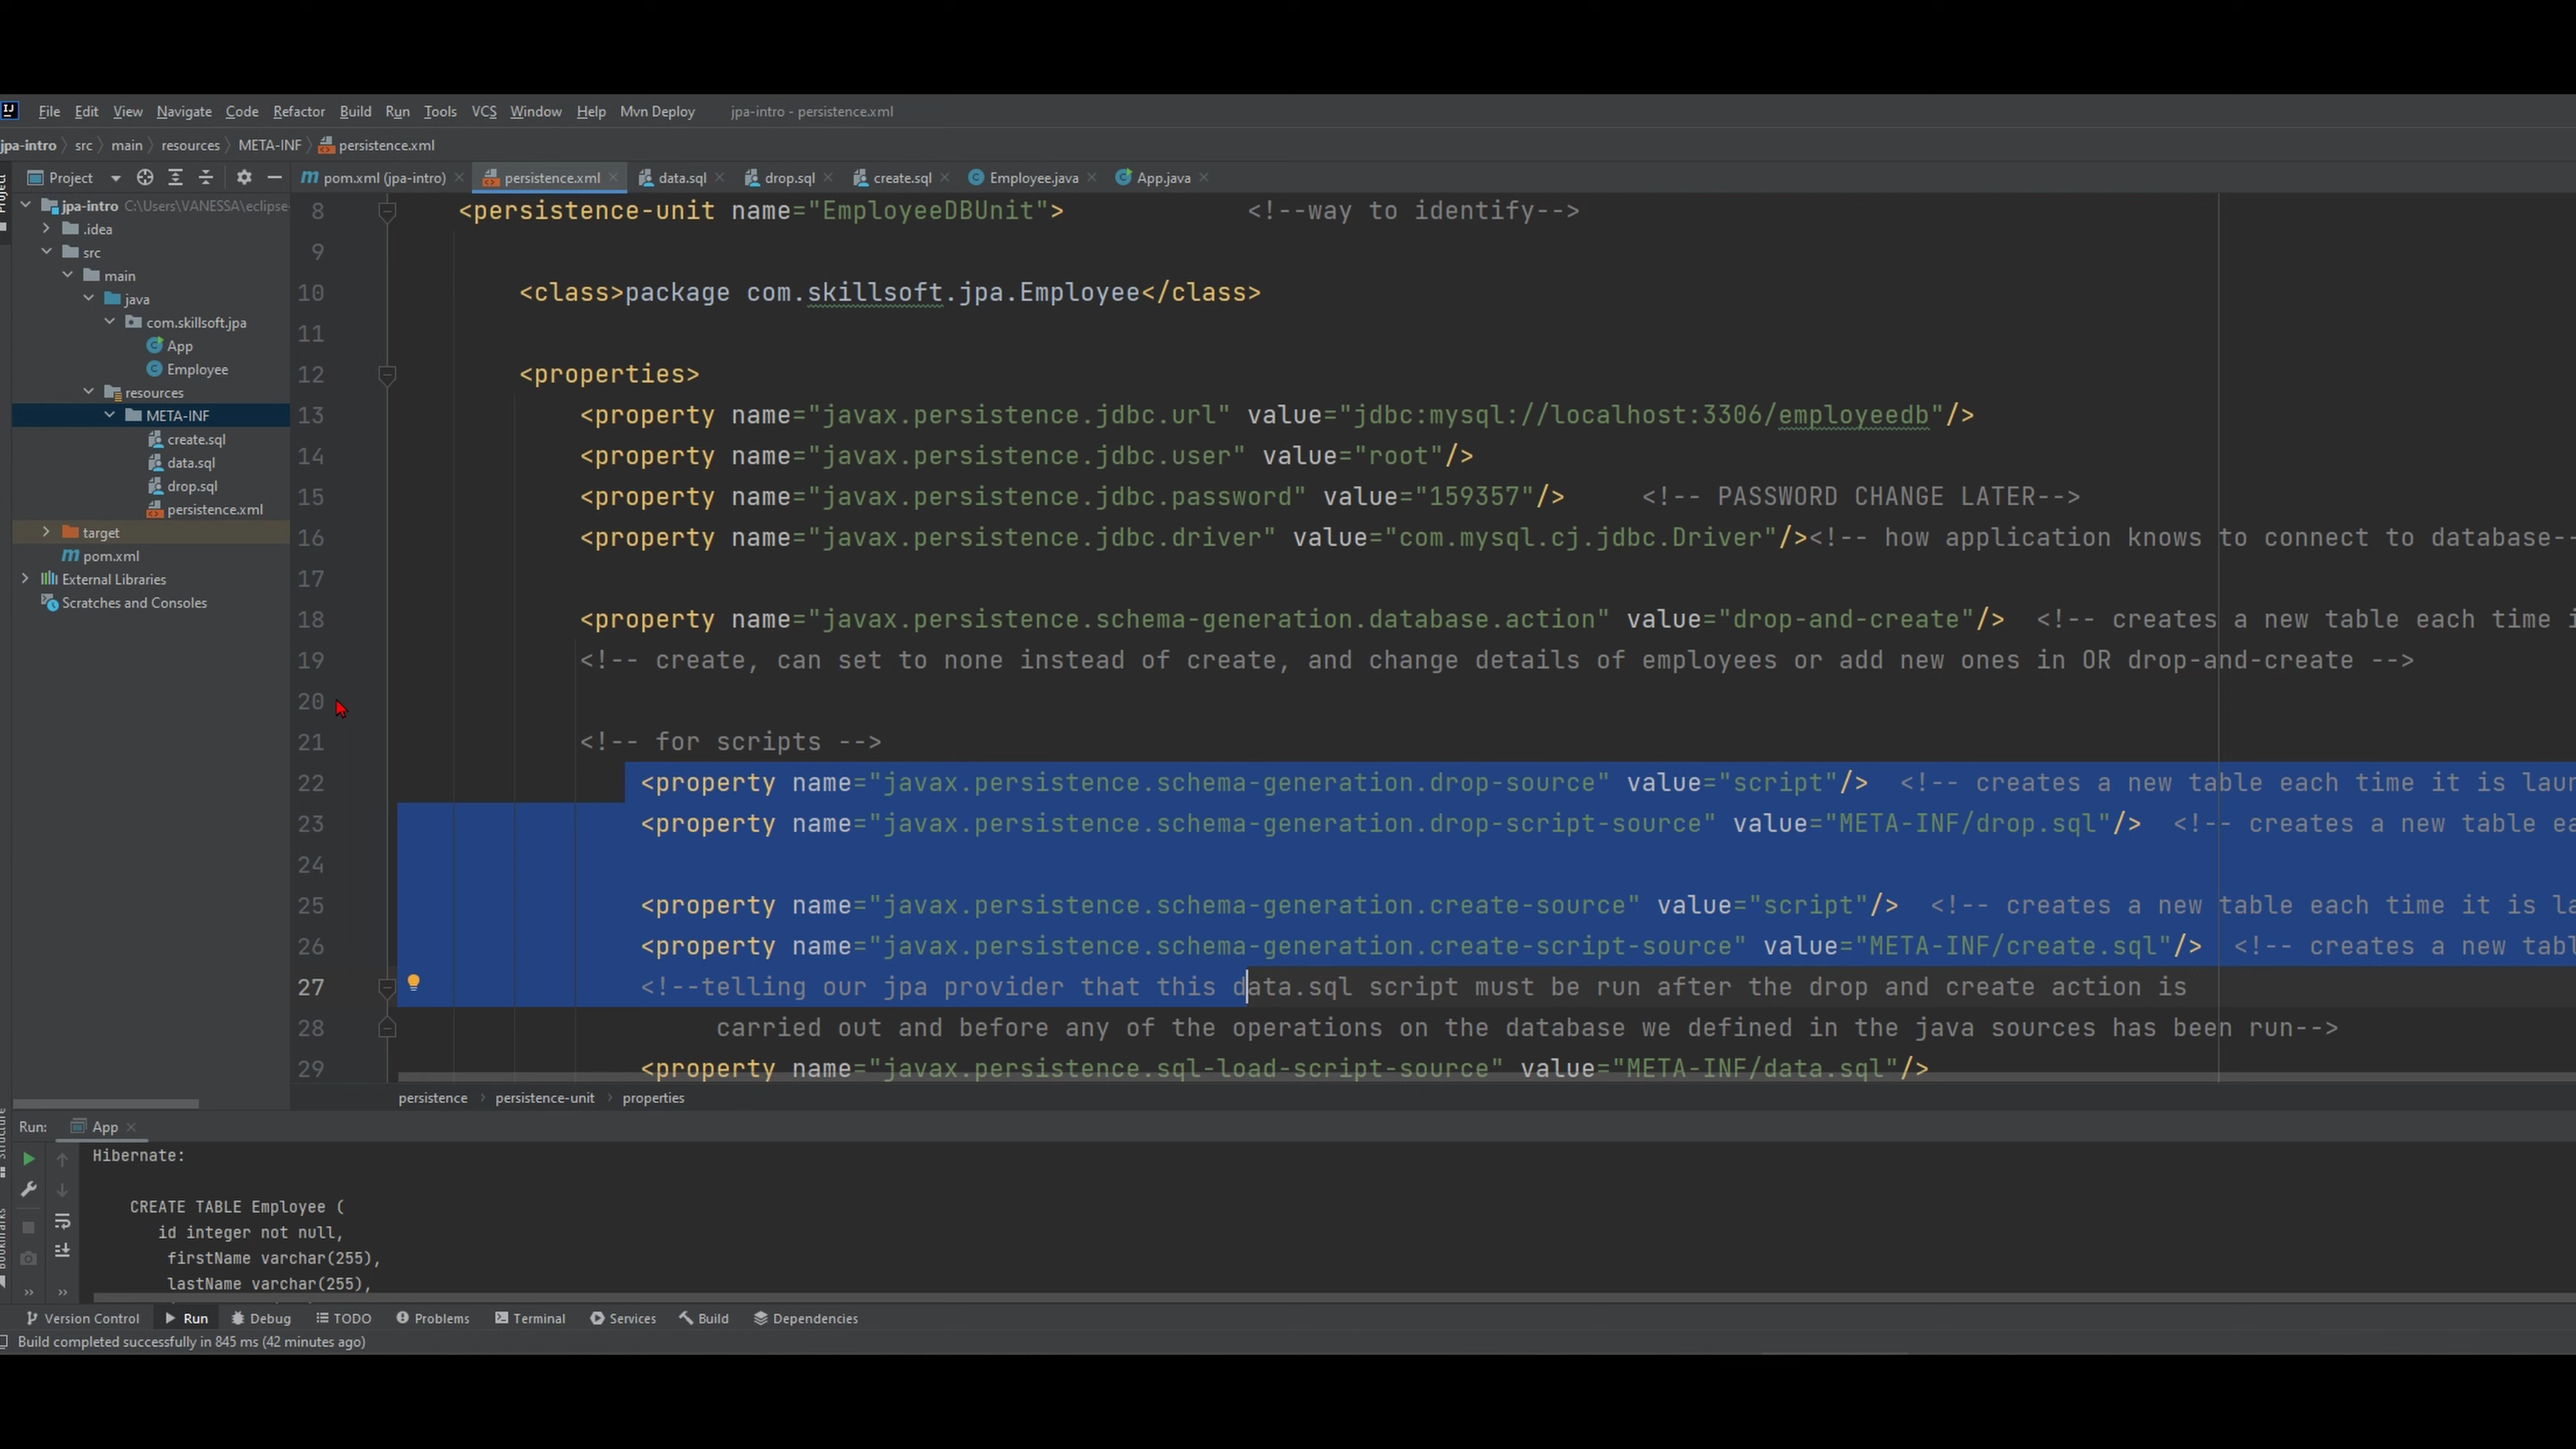 File Edit View Navigate Code Refactor Build Run Tools VCS Window Help Mvn Deploy jpa-intro - persistence.xml
jpa-intro src main resources META-INF persistence.xml
Project
pom.xml (jpa-intro) persistence.xml data.sql drop.sql create.sql Employee.java App.java
jpa-intro C:\Users\VANESSA\eclipse-
.idea
src
main
java
com.skillsoft.jpa
App
Employee
resources
META-INF
create.sql
data.sql
drop.sql
persistence.xml
target
pom.xml
External Libraries
Scratches and Consoles
8 <persistence-unit name="EmployeeDBUnit"> <!--way to identify-->
9
10 <class>package com.skillsoft.jpa.Employee</class>
11
12 <properties>
13 <property name="javax.persistence.jdbc.url" value="jdbc:mysql://localhost:3306/employeedb"/>
14 <property name="javax.persistence.jdbc.user" value="root"/>
15 <property name="javax.persistence.jdbc.password" value="159357"/> <!-- PASSWORD CHANGE LATER-->
16 <property name="javax.persistence.jdbc.driver" value="com.mysql.cj.jdbc.Driver"/><!-- how application knows to connect to database--
17
18 <property name="javax.persistence.schema-generation.database.action" value="drop-and-create"/> <!-- creates a new table each time i
19 <!-- create, can set to none instead of create, and change details of employees or add new ones in OR drop-and-create -->
20
21 <!-- for scripts -->
22 <property name="javax.persistence.schema-generation.drop-source" value="script"/> <!-- creates a new table each time it is laun
23 <property name="javax.persistence.schema-generation.drop-script-source" value="META-INF/drop.sql"/> <!-- creates a new table ea
24
25 <property name="javax.persistence.schema-generation.create-source" value="script"/> <!-- creates a new table each time it is la
26 <property name="javax.persistence.schema-generation.create-script-source" value="META-INF/create.sql"/> <!-- creates a new tabl
27 <!--telling our jpa provider that this data.sql script must be run after the drop and create action is
28 carried out and before any of the operations on the database we defined in the java sources has been run-->
29 <property name="javax.persistence.sql-load-script-source" value="META-INF/data.sql"/>
persistence persistence-unit properties
Run: App
Hibernate:
CREATE TABLE Employee (
id integer not null,
firstName varchar(255),
lastName varchar(255),
Version Control Run Debug TODO Problems Terminal Services Build Dependencies
Build completed successfully in 845 ms (42 minutes ago)